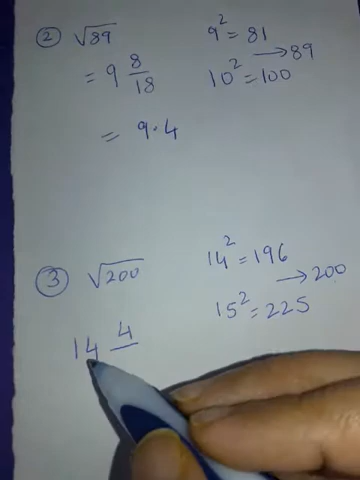 ② √89
9² = 81
→ 89
10² = 100
= 9 8/18
= 9.4
③ √200
14² = 196
→ 200
15² = 225
14 4/